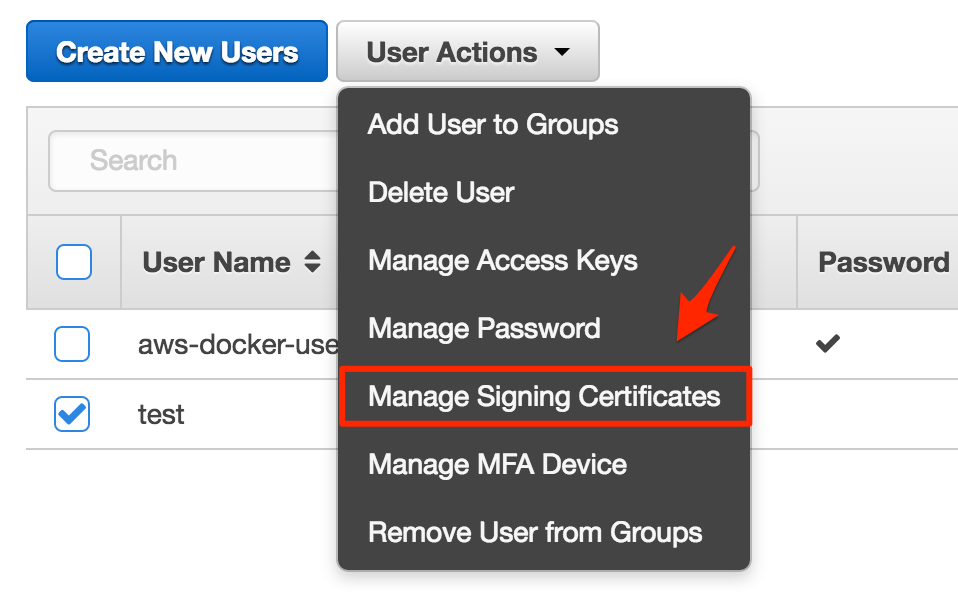 Create New Users
User Actions
Add User to Groups
Search
Delete User
Manage Access Keys
User Name
Password
Manage Password
aws-docker-use
Manage Signing Certificates
test
Manage MFA Device
Remove User from Groups